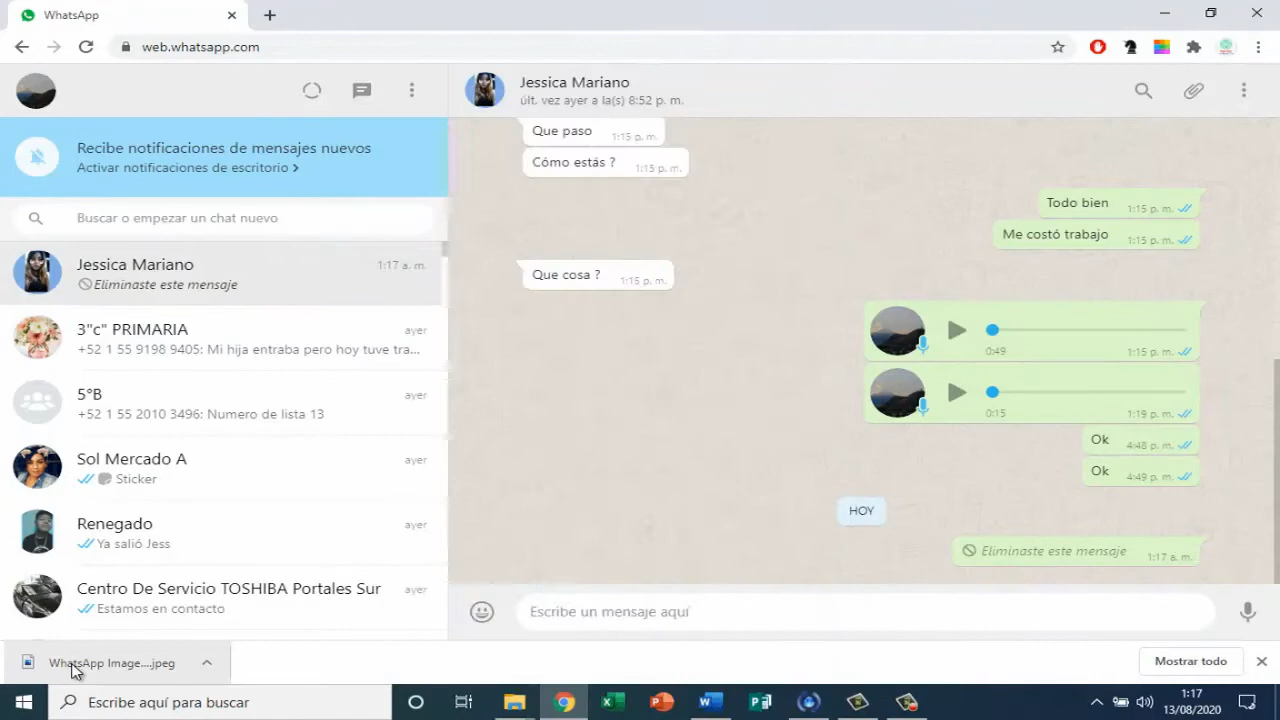 WhatsApp
web.whatsapp.com
Recibe notificaciones de mensajes nuevos
Activar notificaciones de escritorio >
Buscar o empezar un chat nuevo
Jessica Mariano
1:17 a. m.
Eliminaste este mensaje
3"c" PRIMARIA
ayer
+52 1 55 9198 9405: Mi hija entraba pero hoy tuve tra...
5°B
ayer
+52 1 55 2010 3496: Numero de lista 13
Sol Mercado A
ayer
Sticker
Renegado
ayer
Ya salió Jess
Centro De Servicio TOSHIBA Portales Sur
ayer
Estamos en contacto
Jessica Mariano
últ. vez ayer a la(s) 8:52 p. m.
Que paso 1:15 p. m.
Cómo estás ? 1:15 p. m.
Todo bien 1:15 p. m.
Me costó trabajo 1:15 p. m.
Que cosa ? 1:15 p. m.
0:49 1:15 p. m.
0:15 1:19 p. m.
Ok 4:48 p. m.
Ok 4:49 p. m.
HOY
Eliminaste este mensaje 1:17 a. m.
Escribe un mensaje aquí
WhatsApp Image....jpeg
Mostrar todo
Escribe aquí para buscar
1:17
13/08/2020